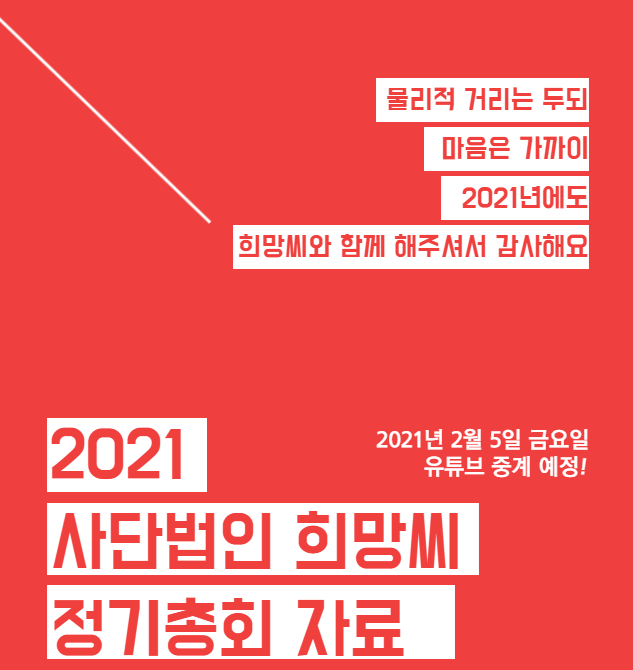 물리적 거리는 두되
마음은 가까이
2021년에도
희망씨와 함께 해주셔서 감사해요
2021년 2월 5일 금요일
유튜브 중계 예정!
2021
사단법인 희망씨
정기총회 자료